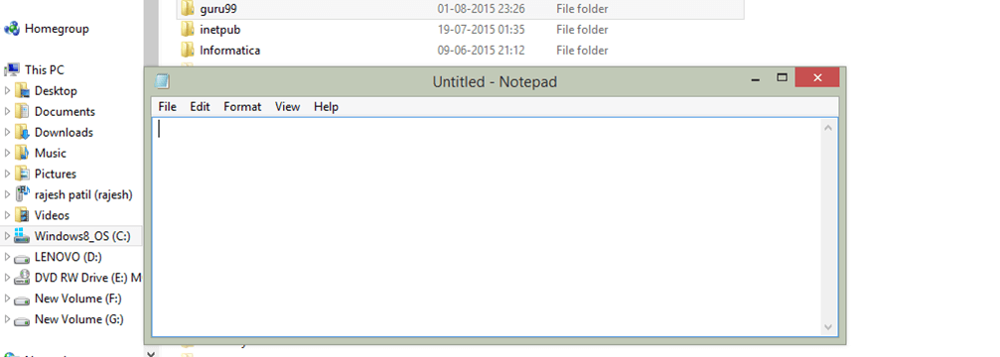 guru99 01-08-2015 23:26 File folder
Homegroup
inetpub 19-07-2015 01:35 File folder
Informatica 09-06-2015 21:12 File folder
This PC
Untitled - Notepad
Desktop
File Edit Format View Help
Documents
Downloads
Music
Pictures
rajesh patil (rajesh)
Videos
Windows8_OS (C:)
LENOVO (D:)
DVD RW Drive (E:) M
New Volume (F:)
New Volume (G:)